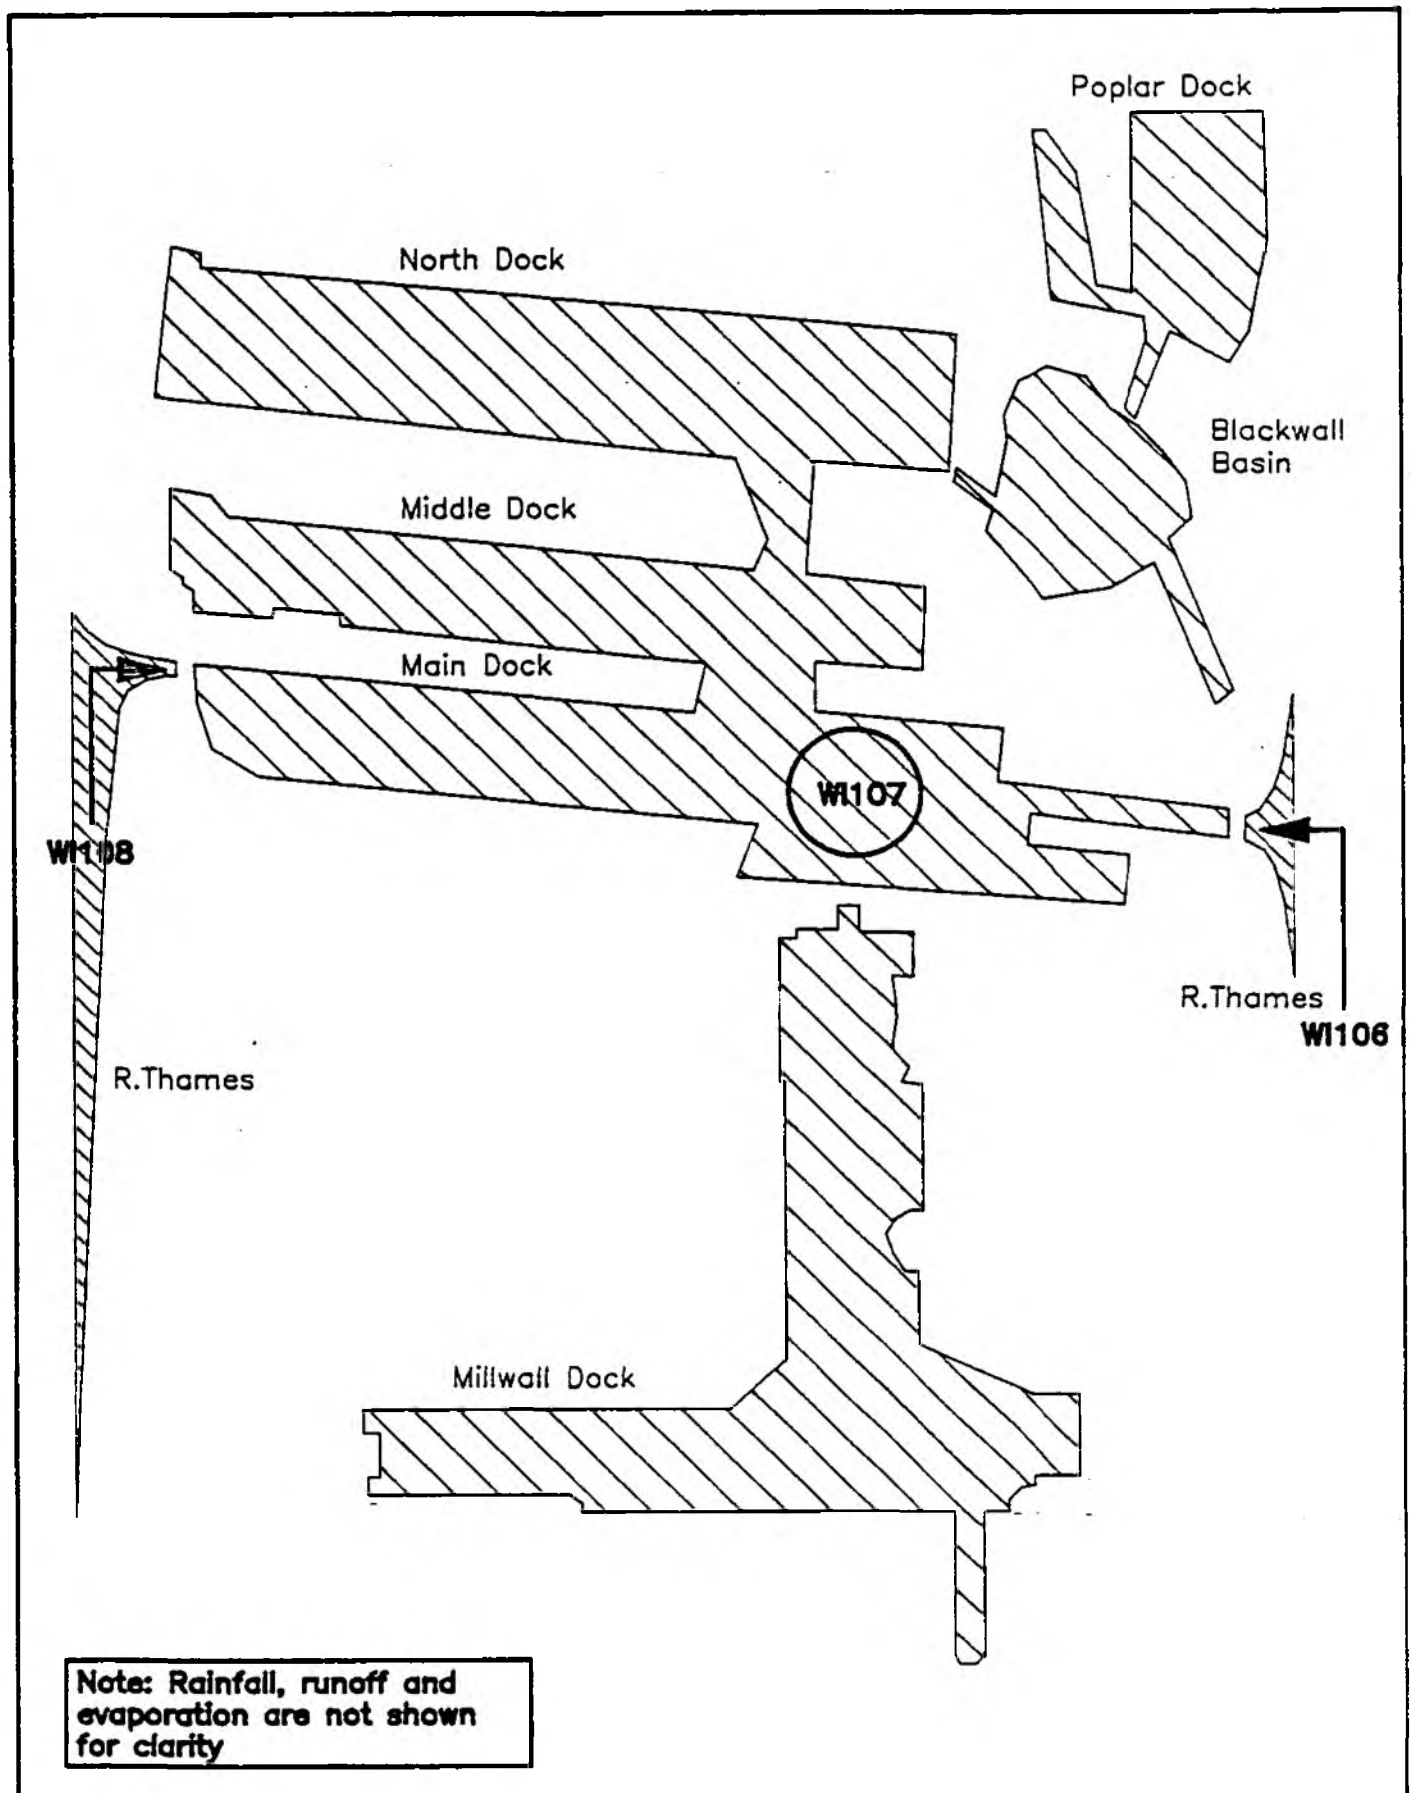 Poplar Dock
North Dock
Blackwall
Basin
Middle Dock
Main Dock
WI107
WI108
R.Thames
WI106
R.Thames
Millwall Dock
Note: Rainfall, runoff and
evaporation are not shown
for clarity